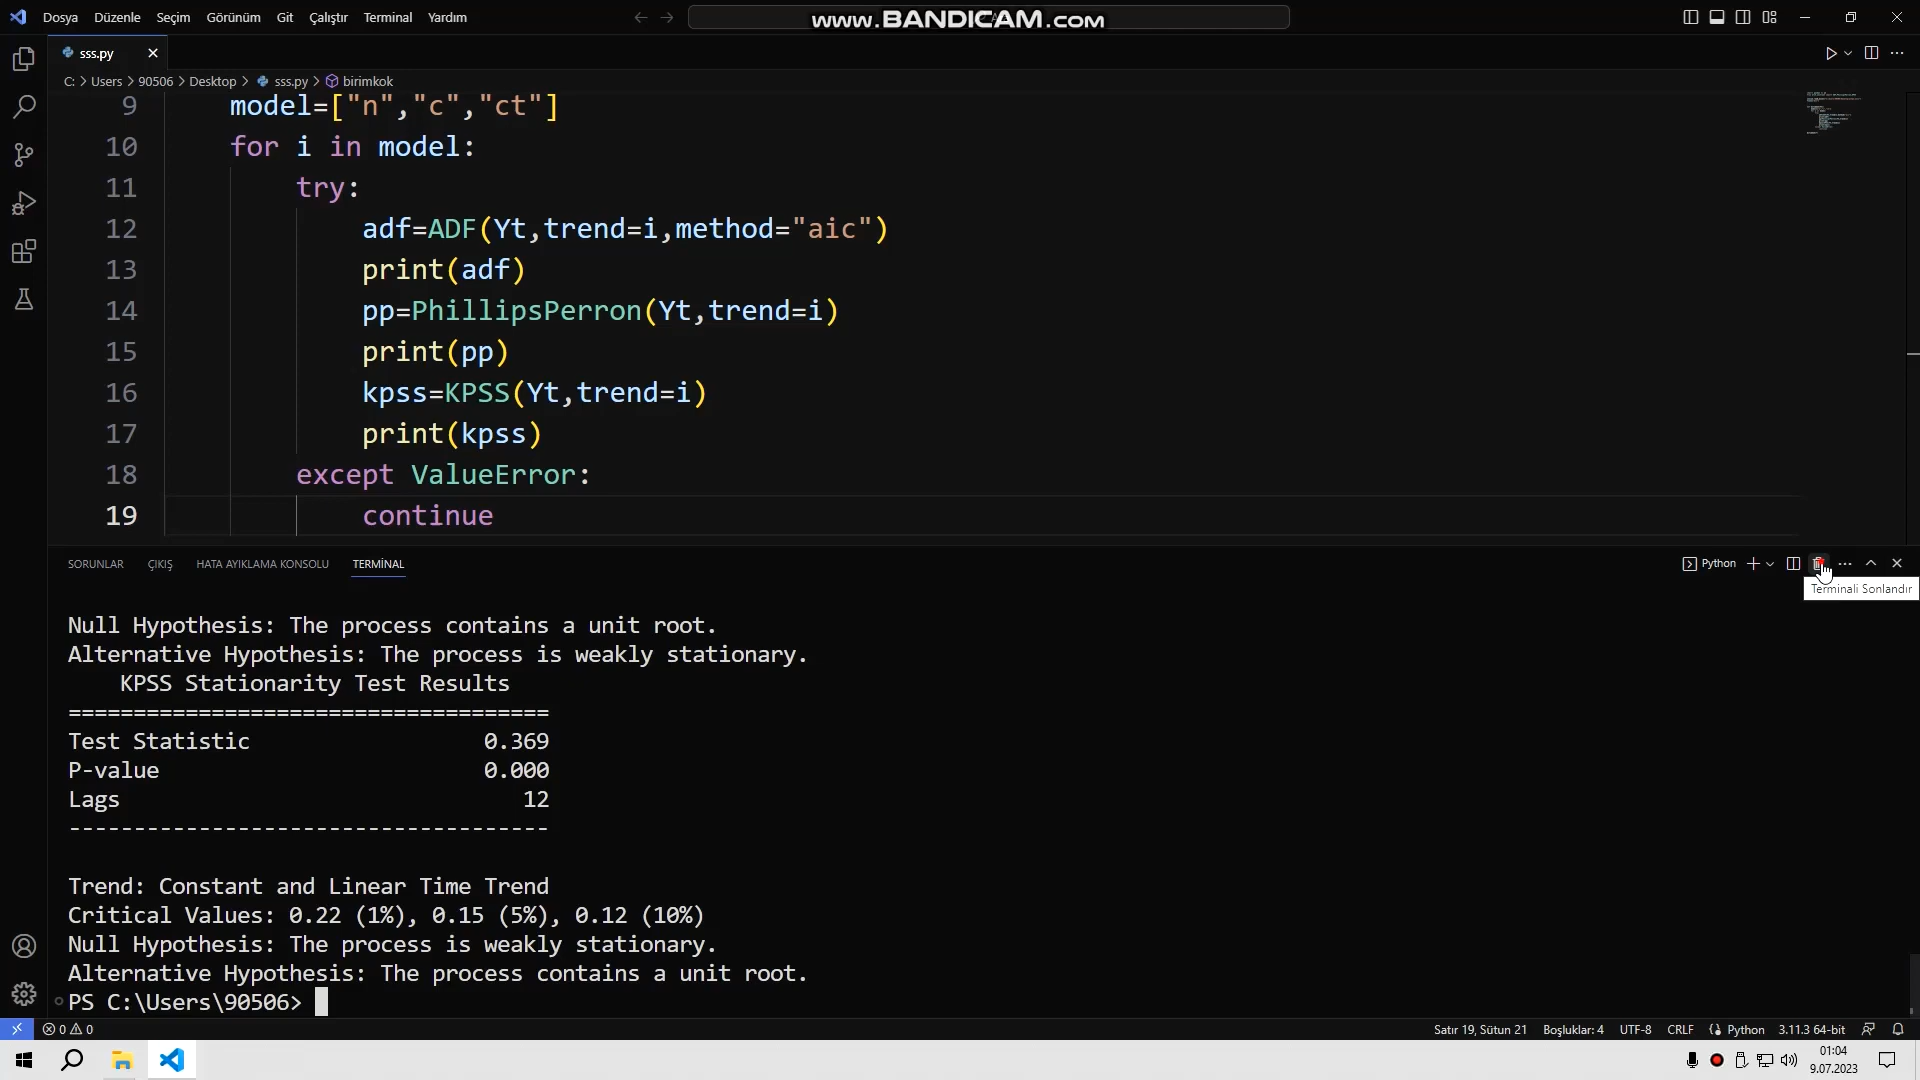 Dosya Düzenle Seçim Görünüm Git Çalıştır Terminal Yardım
www.BANDICAM.com
sss.py
C: > Users > 90506 > Desktop > sss.py > birimkok
9 model=["n","c","ct"]
10 for i in model:
11 try:
12 adf=ADF(Yt,trend=i,method="aic")
13 print(adf)
14 pp=PhillipsPerron(Yt,trend=i)
15 print(pp)
16 kpss=KPSS(Yt,trend=i)
17 print(kpss)
18 except ValueError:
19 continue
SORUNLAR ÇIKIŞ HATA AYIKLAMA KONSOLU TERMİNAL
Python
Terminali Sonlandır
Null Hypothesis: The process contains a unit root.
Alternative Hypothesis: The process is weakly stationary.
KPSS Stationarity Test Results
=====================================
Test Statistic 0.369
P-value 0.000
Lags 12
-------------------------------------
Trend: Constant and Linear Time Trend
Critical Values: 0.22 (1%), 0.15 (5%), 0.12 (10%)
Null Hypothesis: The process is weakly stationary.
Alternative Hypothesis: The process contains a unit root.
PS C:\Users\90506>
0 0
Satır 19, Sütun 21 Boşluklar: 4 UTF-8 CRLF Python 3.11.3 64-bit
01:04
9.07.2023